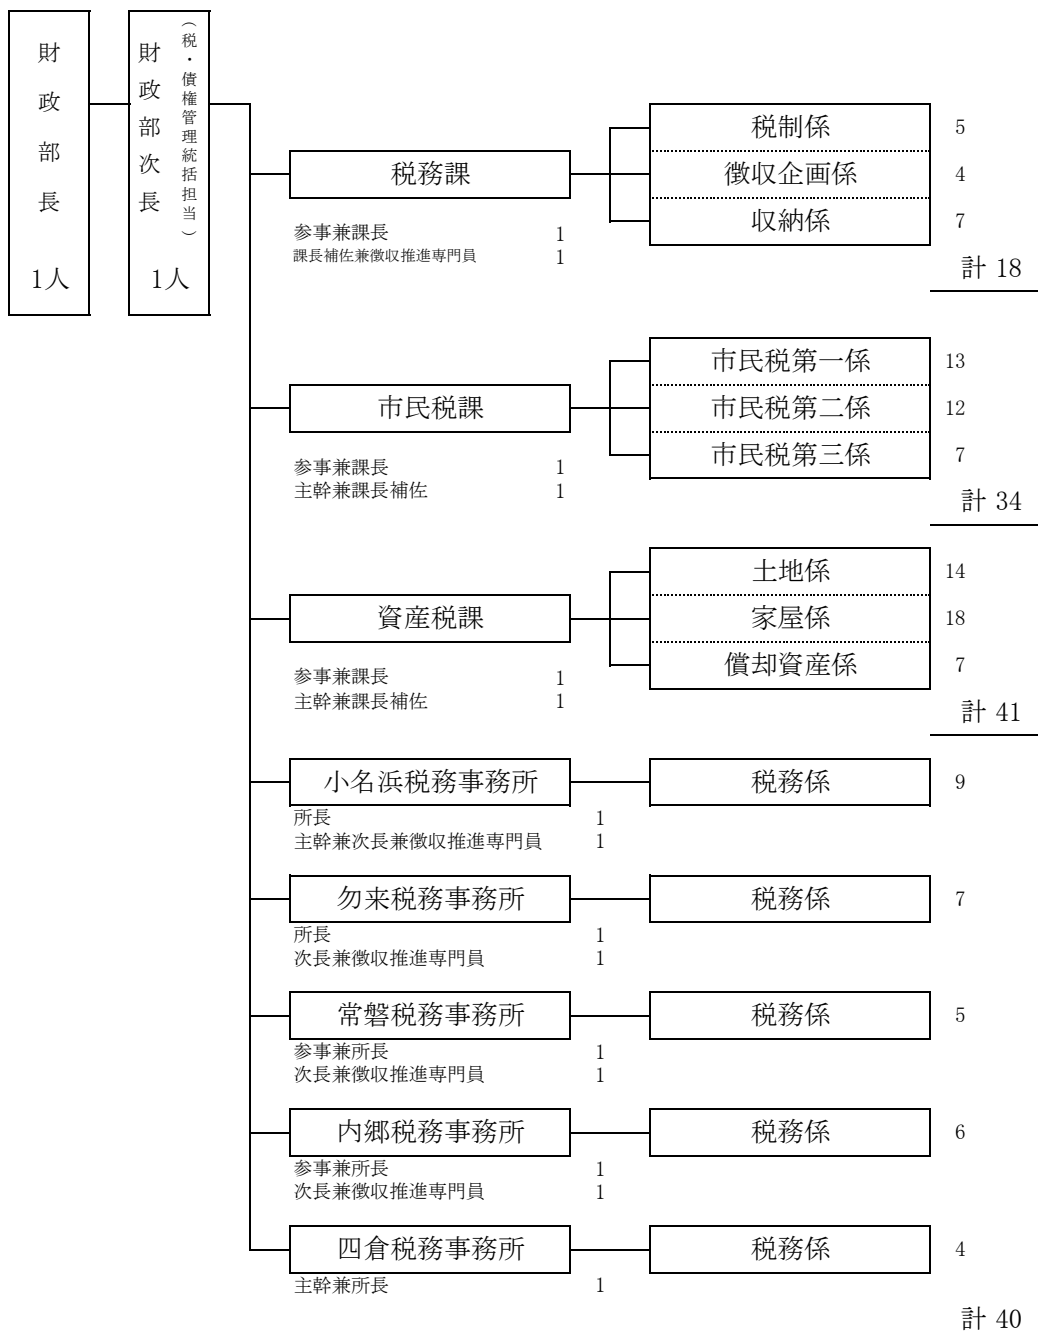 財政部長
1人
財政部次長
（税・債権管理統括担当）
1人
税務課
参事兼課長 1
課長補佐兼徴収推進専門員 1
税制係 5
徴収企画係 4
収納係 7
計 18
市民税課
参事兼課長 1
主幹兼課長補佐 1
市民税第一係 13
市民税第二係 12
市民税第三係 7
計 34
資産税課
参事兼課長 1
主幹兼課長補佐 1
土地係 14
家屋係 18
償却資産係 7
計 41
小名浜税務事務所 税務係 9
所長 1
主幹兼次長兼徴収推進専門員 1
勿来税務事務所 税務係 7
所長 1
次長兼徴収推進専門員 1
常磐税務事務所 税務係 5
参事兼所長 1
次長兼徴収推進専門員 1
内郷税務事務所 税務係 6
参事兼所長 1
次長兼徴収推進専門員 1
四倉税務事務所 税務係 4
主幹兼所長 1
計 40